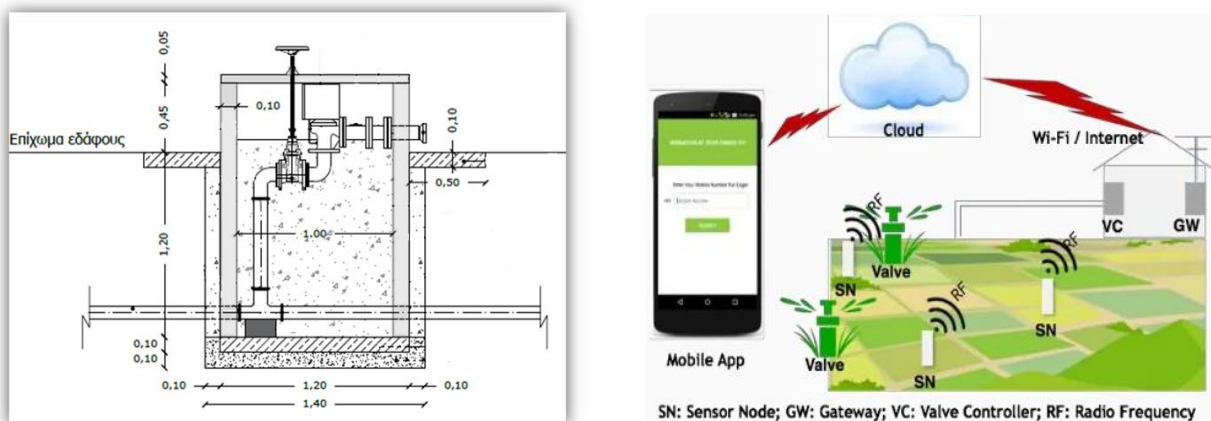 0,05
0,45
0,10
0,10
Επίχωμα εδάφους
0,50
1,20
1.00
0,10
0,10
0,10
1,20
0,10
1,40
Cloud
Wi-Fi / Internet
RF
VC
GW
Valve
SN
RF
RF
SN
Valve
SN
Mobile App
SN: Sensor Node; GW: Gateway; VC: Valve Controller; RF: Radio Frequency